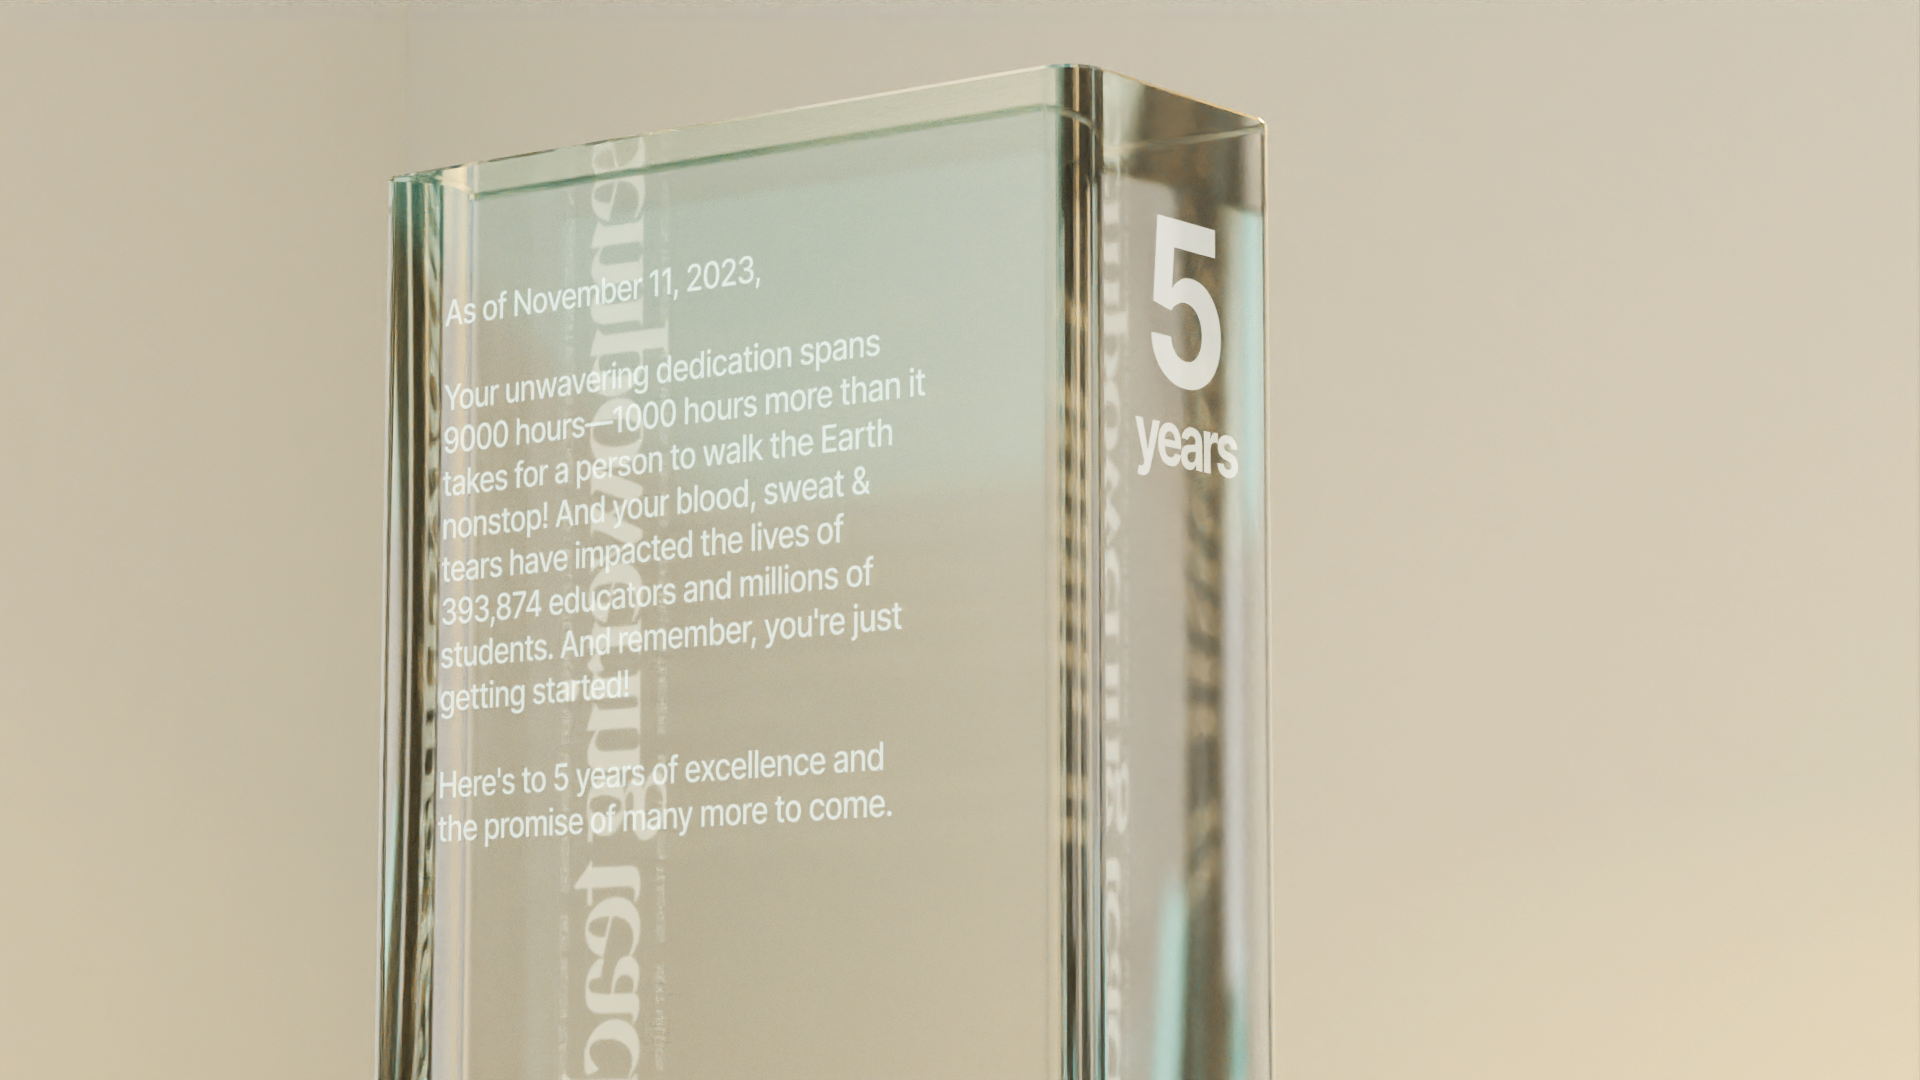 As of November 11, 2023,
Your unwavering dedication spans
9000 hours—1000 hours more than it
takes for a person to walk the Earth
nonstop! And your blood, sweat &
tears have impacted the lives of
393,874 educators and millions of
students. And remember, you're just
getting started!
Here's to 5 years of excellence and
the promise of many more to come.
5
years
empowering